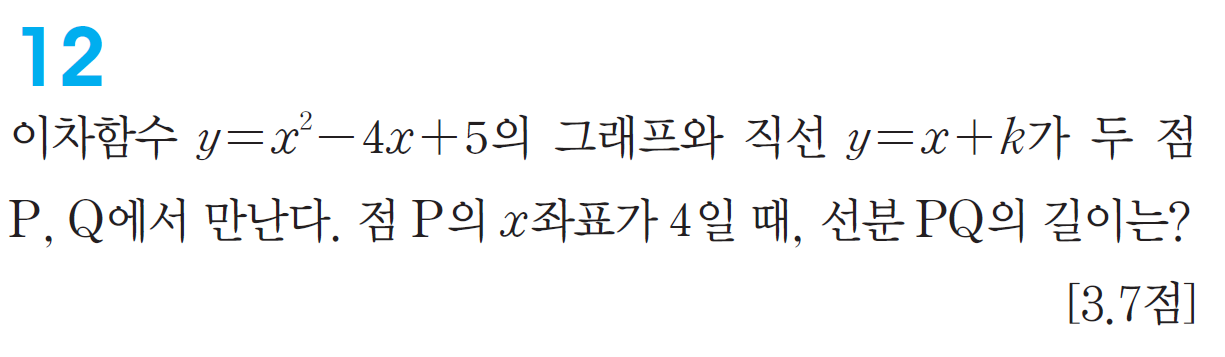 12
이차함수 y=x²-4x+5의 그래프와 직선 y=x+k가 두 점
P, Q에서 만난다. 점 P의 x좌표가 4일 때, 선분 PQ의 길이는?
[3.7점]